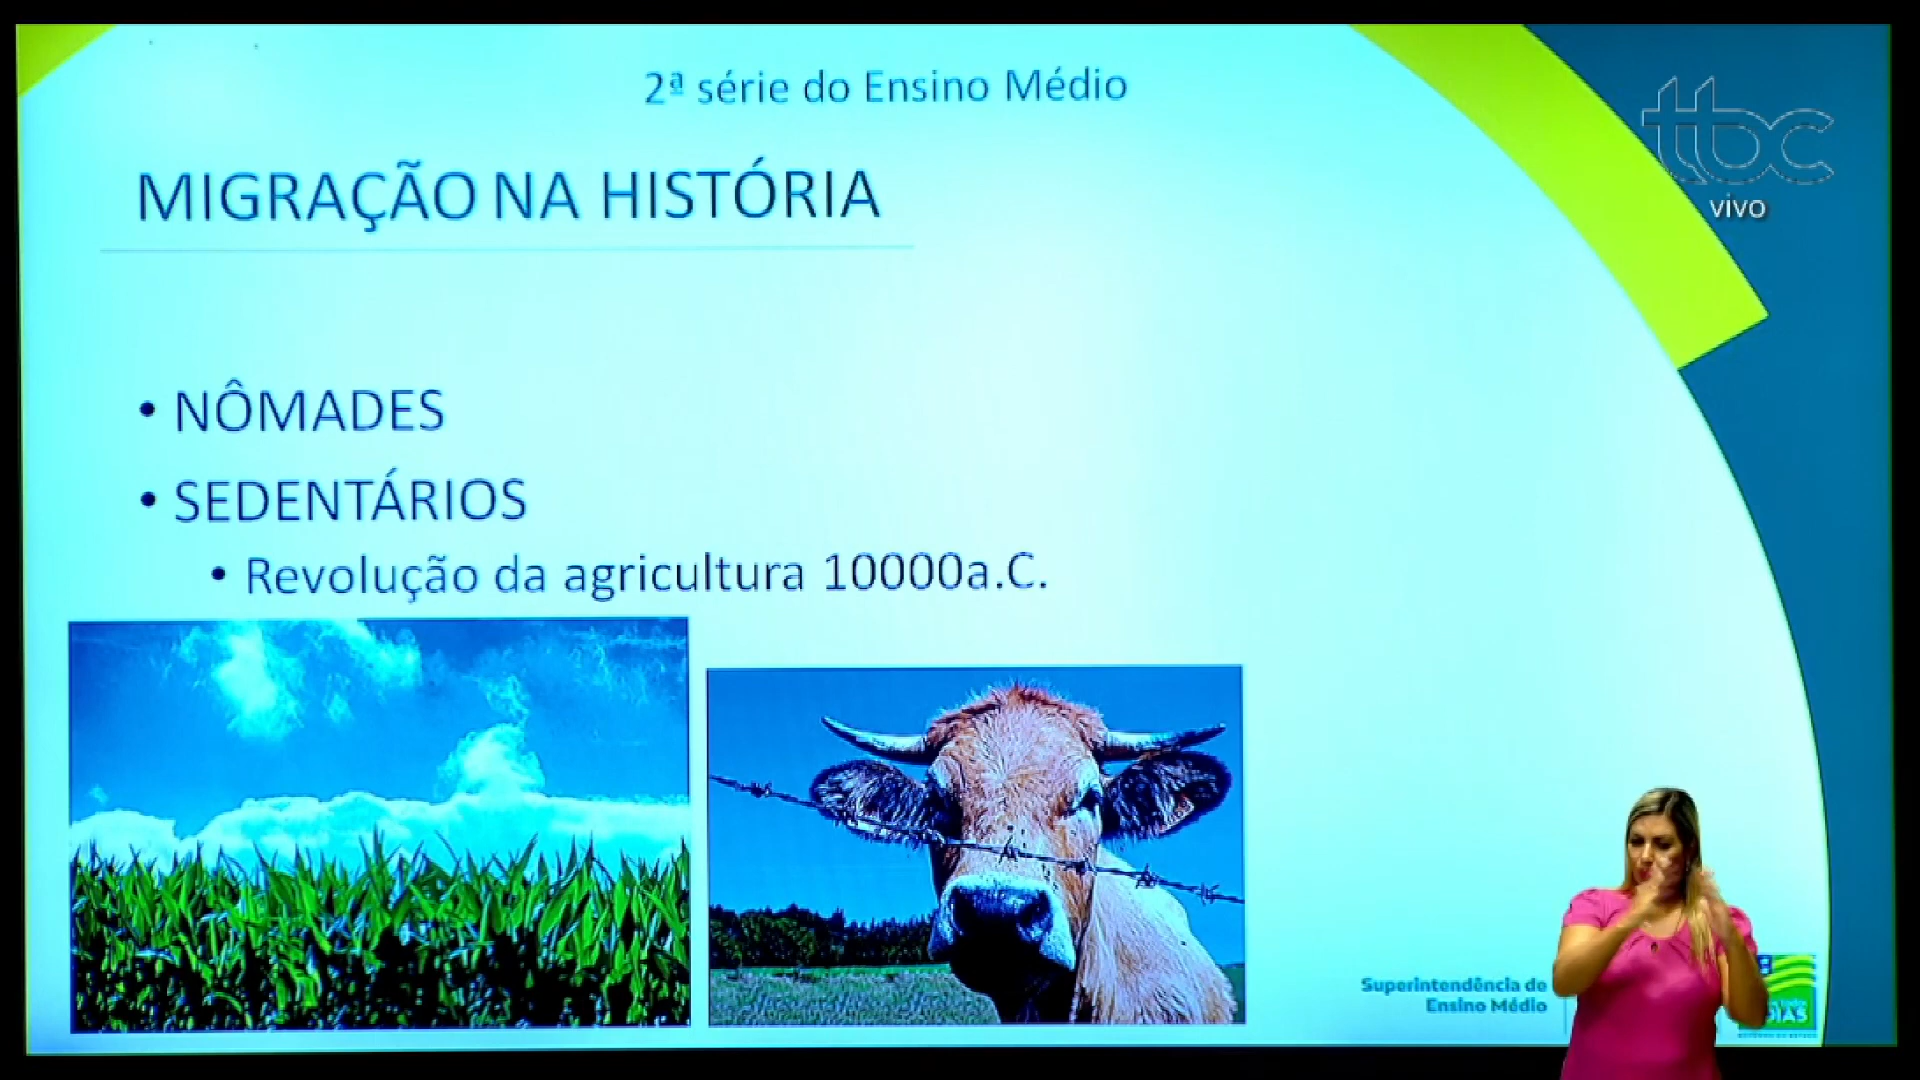 2ª série do Ensino Médio
tbc
vivo
MIGRAÇÃO NA HISTÓRIA
• NÔMADES
• SEDENTÁRIOS
• Revolução da agricultura 10000a.C.
Superintendência de
Ensino Médio